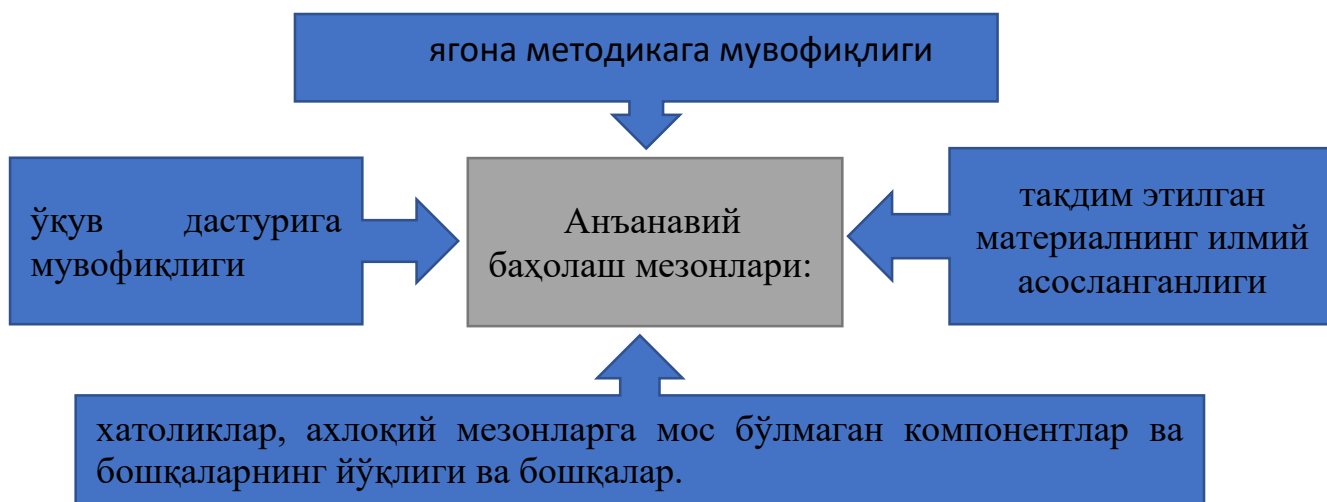 ягона методикага мувофиқлиги
ўқув дастурига
мувофиқлиги
Анъанавий
баҳолаш мезонлари:
тақдим этилган
материалнинг илмий
асосланганлиги
хатоликлар, ахлоқий мезонларга мос бўлмаган компонентлар ва
бошқаларнинг йўқлиги ва бошқалар.